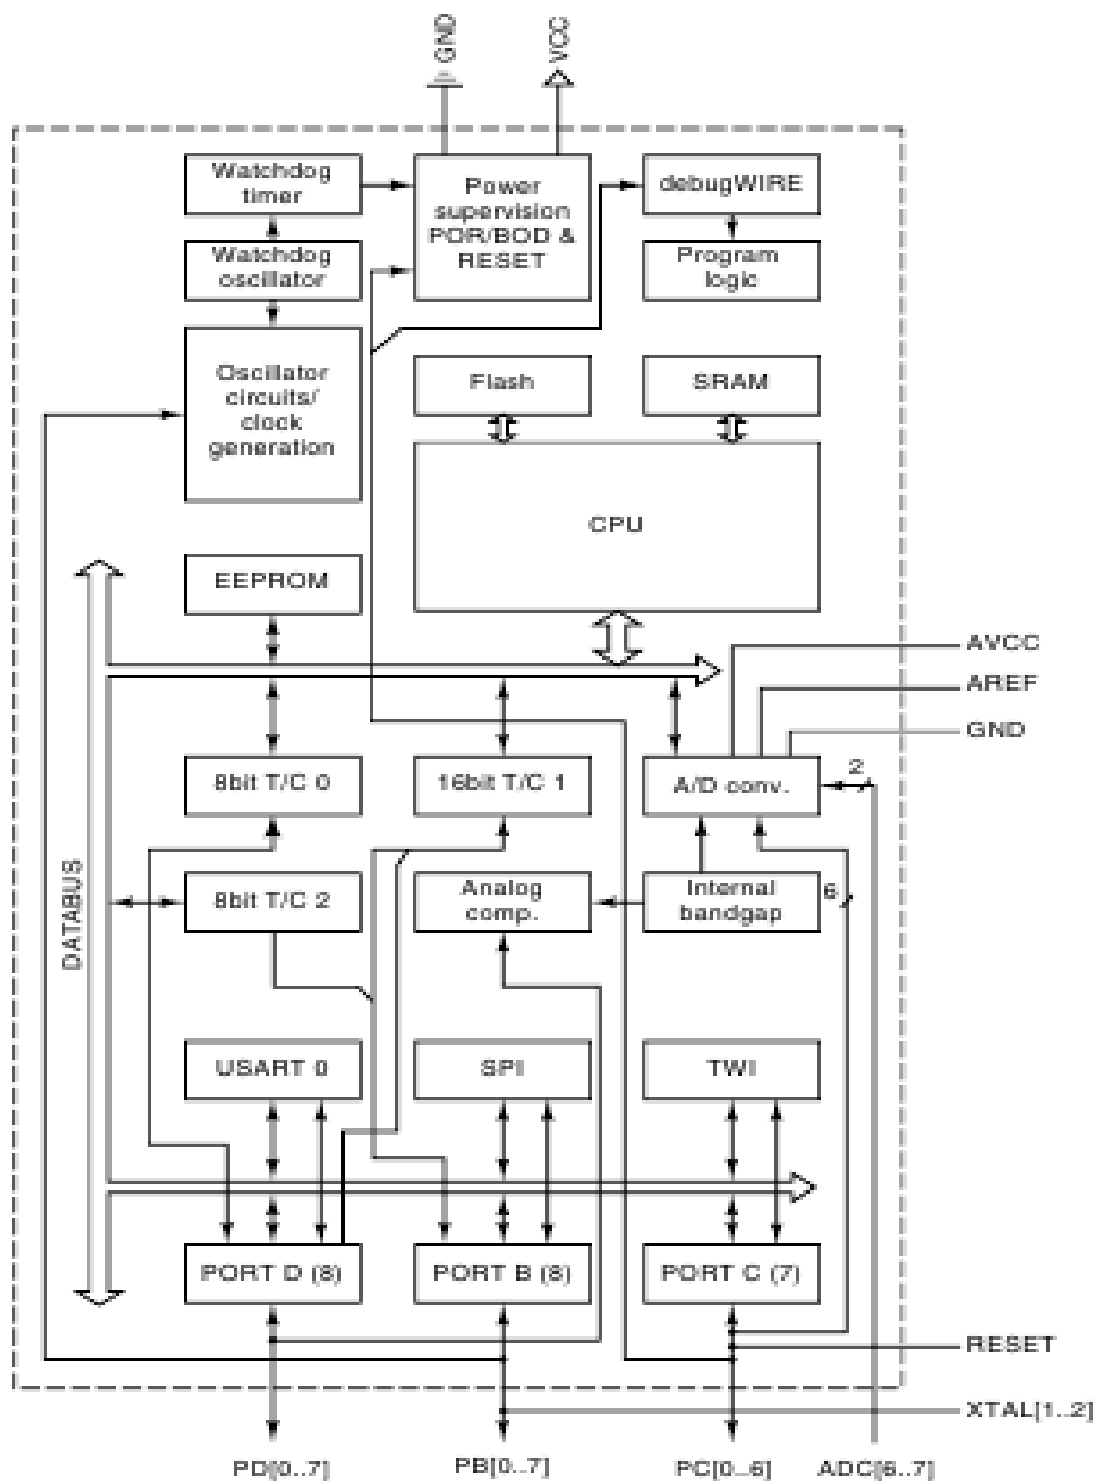 GND
VCC
Watchdog
timer
Power
supervision
POR/BOD &
RESET
debugWIRE
Watchdog
oscillator
Program
logic
Oscillator
circuits/
clock
generation
Flash
SRAM
CPU
EEPROM
AVCC
AREF
GND
8bit T/C 0
16bit T/C 1
A/D conv.
2
DATABUS
8bit T/C 2
Analog
comp.
Internal
bandgap
6
USART 0
SPI
TWI
PORT D (8)
PORT B (8)
PORT C (7)
RESET
XTAL[1..2]
PD[0..7]
PB[0..7]
PC[0..6]
ADC[6..7]